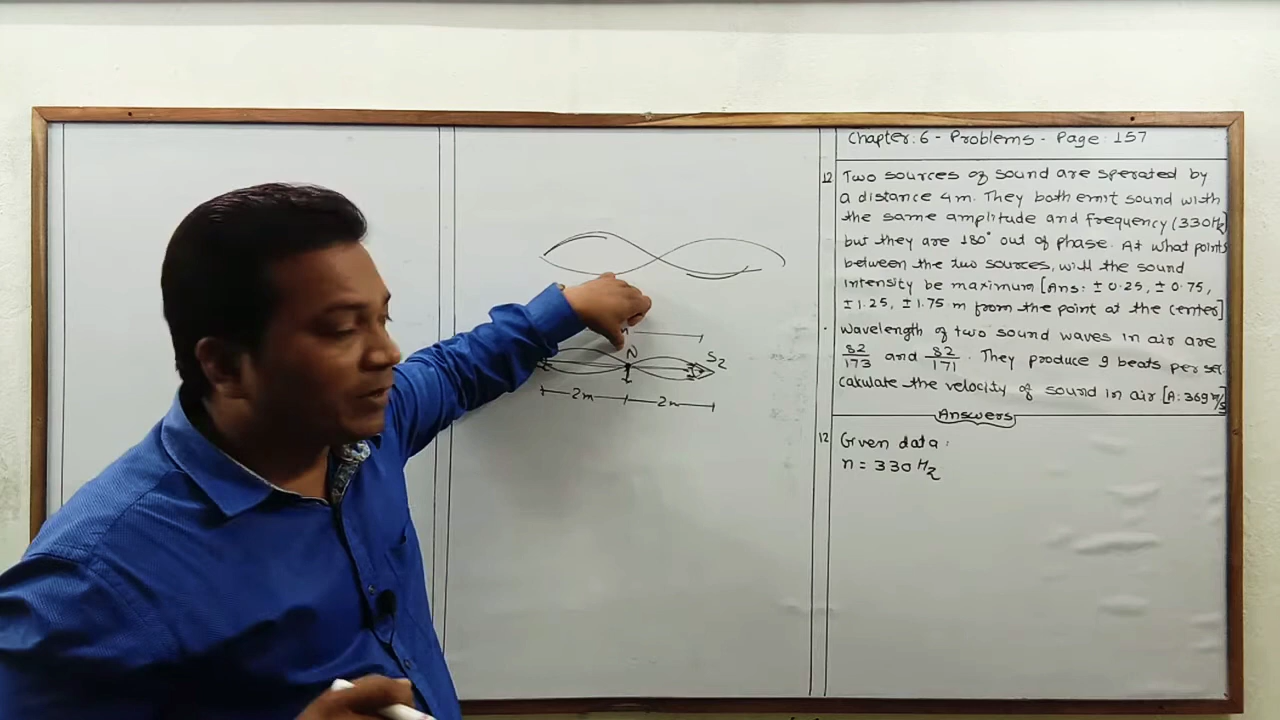 Chapter: 6 - Problems - Page: 157
12 Two sources of sound are sperated by
a distance 4m. They both emit sound with
the same amplitude and frequency (330Hz)
but they are 180° out of phase. At what points
between the two sources, will the sound
intensity be maximum [Ans: ± 0.25, ± 0.75,
± 1.25, ± 1.75 m from the point at the center]
Wavelength of two sound waves in air are
82/173 and 82/171. They produce 9 beats per sec.
calculate the velocity of sound in air [A: 369 m/s]
Answers
12 Given data:
n = 330 Hz
N
S2
2m
2m